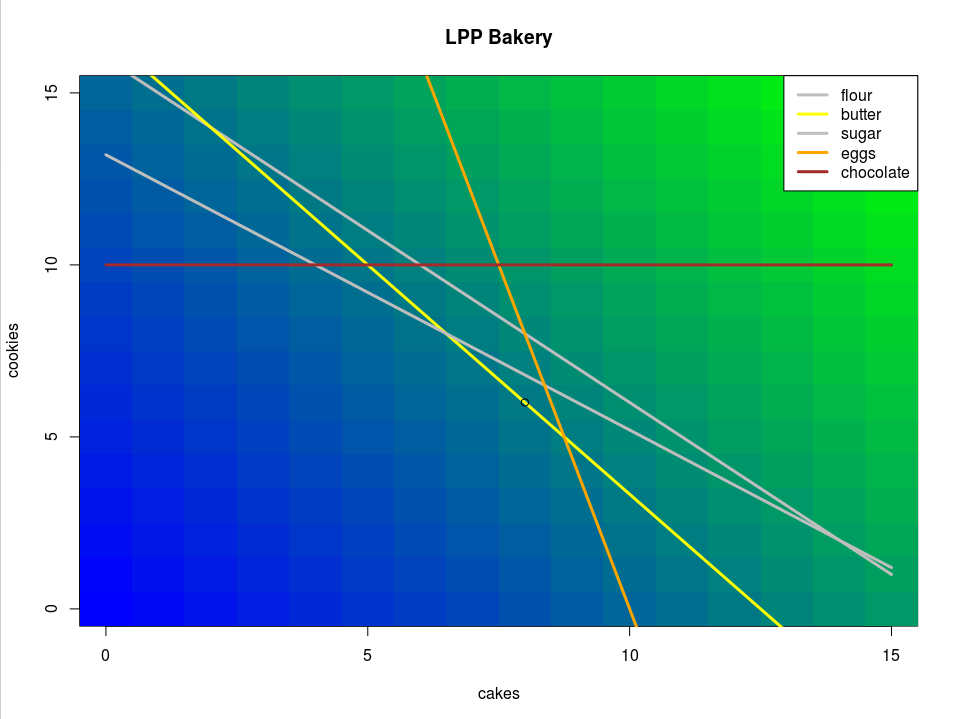 LPP Bakery
flour
butter
sugar
eggs
chocolate
15
10
5
0
cookies
0 5 10 15
cakes